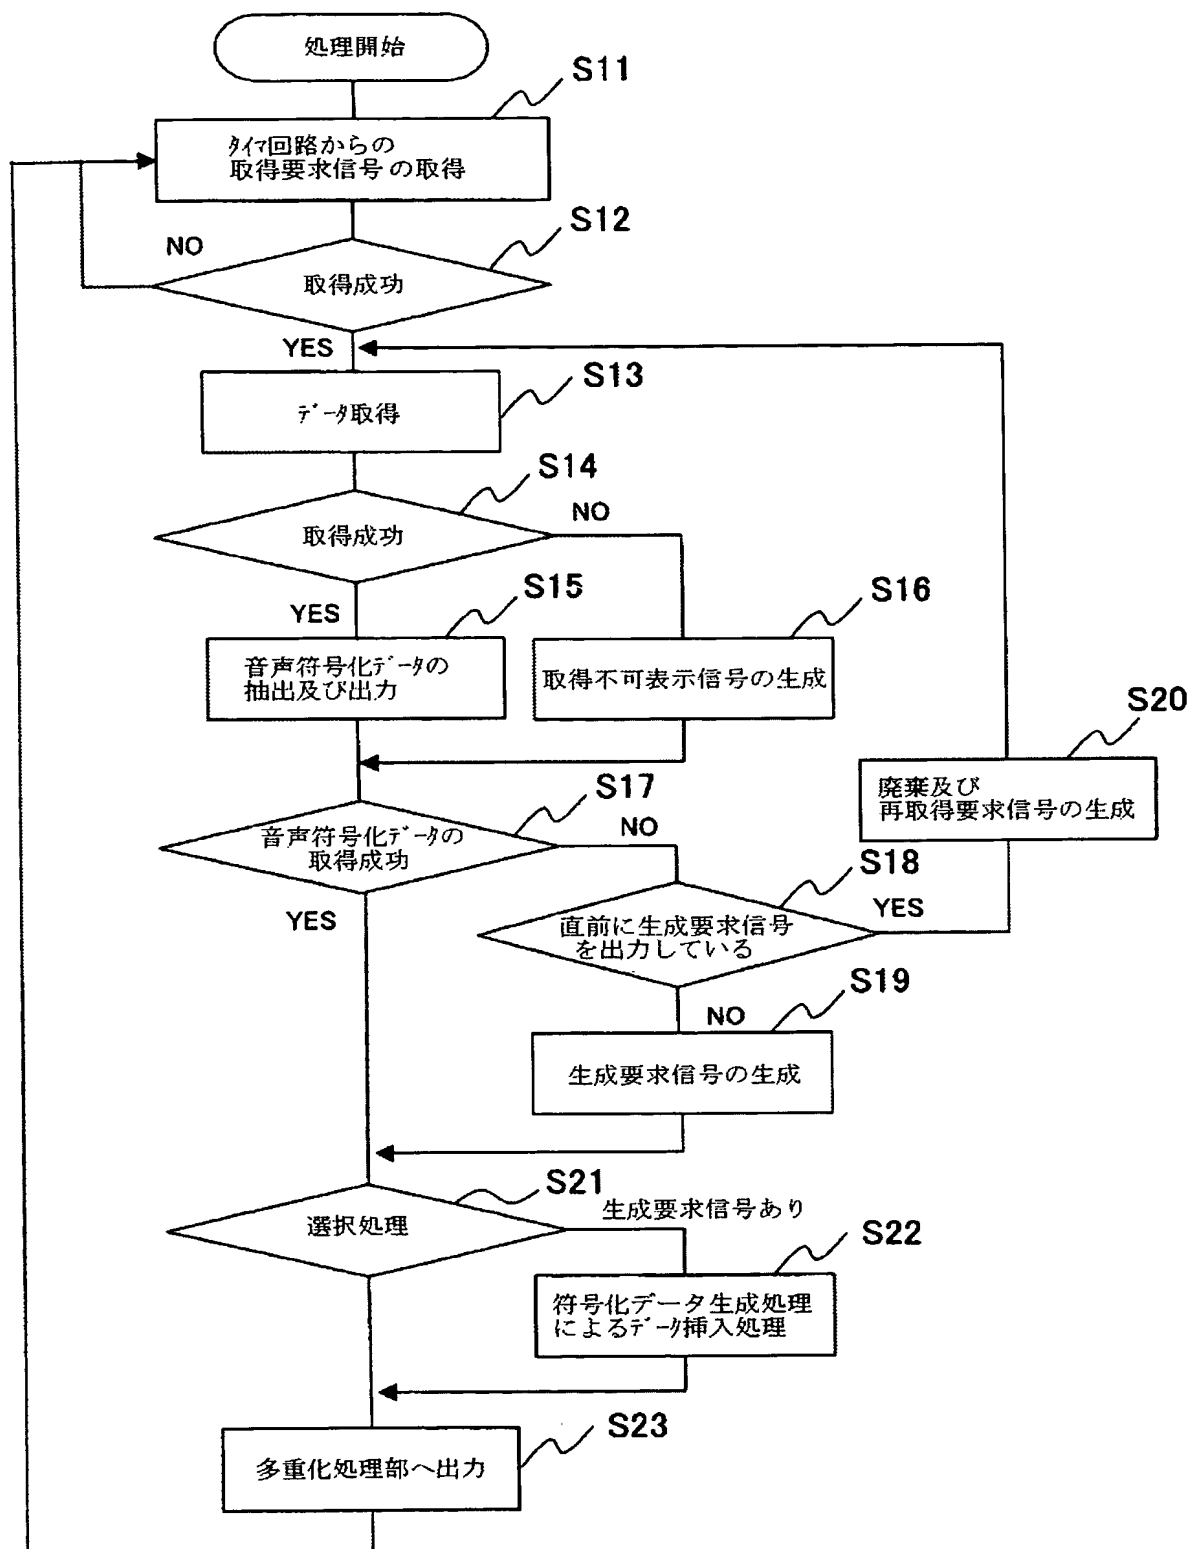 処理開始
S11
ﾀｲﾏ回路からの
取得要求信号の取得
S12
NO
取得成功
YES
S13
ﾃﾞｰﾀ取得
S14
NO
取得成功
YES
S15
音声符号化ﾃﾞｰﾀの
抽出及び出力
S16
取得不可表示信号の生成
S20
廃棄及び
再取得要求信号の生成
S17
音声符号化ﾃﾞｰﾀの
取得成功
NO
YES
S18
直前に生成要求信号
を出力している
YES
NO
S19
生成要求信号の生成
S21
選択処理
生成要求信号あり
S22
符号化データ生成処理
によるﾃﾞｰﾀ挿入処理
S23
多重化処理部へ出力